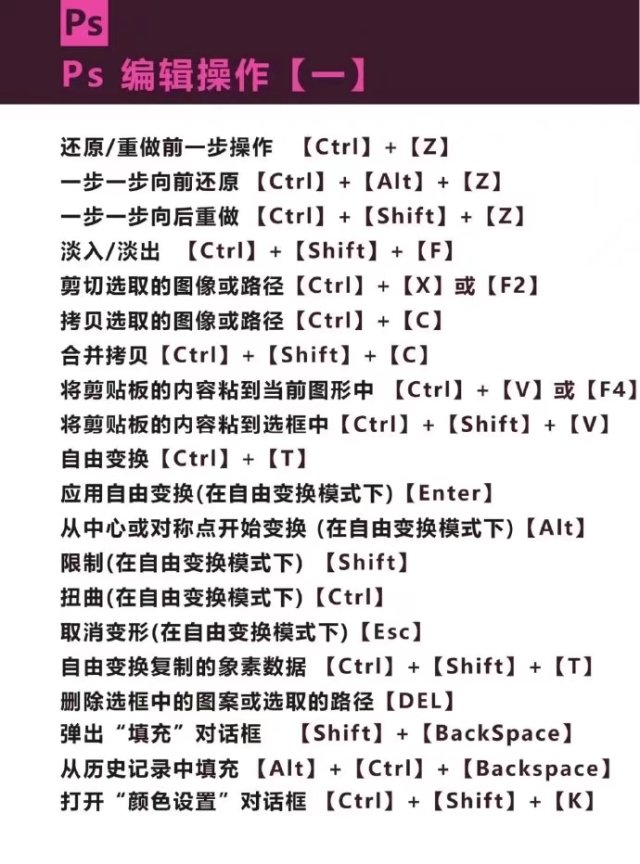 Ps
Ps 编辑操作【一】
还原/重做前一步操作 【Ctrl】+【Z】
一步一步向前还原【Ctrl】+【Alt】+【Z】
一步一步向后重做【Ctrl】+【Shift】+【Z】
淡入/淡出 【Ctrl】+【Shift】+【F】
剪切选取的图像或路径【Ctrl】+【X】或【F2】
拷贝选取的图像或路径【Ctrl】+【C】
合并拷贝【Ctrl】+【Shift】+【C】
将剪贴板的内容粘到当前图形中 【Ctrl】+【V】或【F4】
将剪贴板的内容粘到选框中【Ctrl】+【Shift】+【V】
自由变换【Ctrl】+【T】
应用自由变换(在自由变换模式下)【Enter】
从中心或对称点开始变换 (在自由变换模式下)【Alt】
限制(在自由变换模式下) 【Shift】
扭曲(在自由变换模式下)【Ctrl】
取消变形(在自由变换模式下)【Esc】
自由变换复制的象素数据 【Ctrl】+【Shift】+【T】
删除选框中的图案或选取的路径【DEL】
弹出“填充”对话框 【Shift】+【BackSpace】
从历史记录中填充 【Alt】+【Ctrl】+【Backspace】
打开“颜色设置”对话框 【Ctrl】+【Shift】+【K】